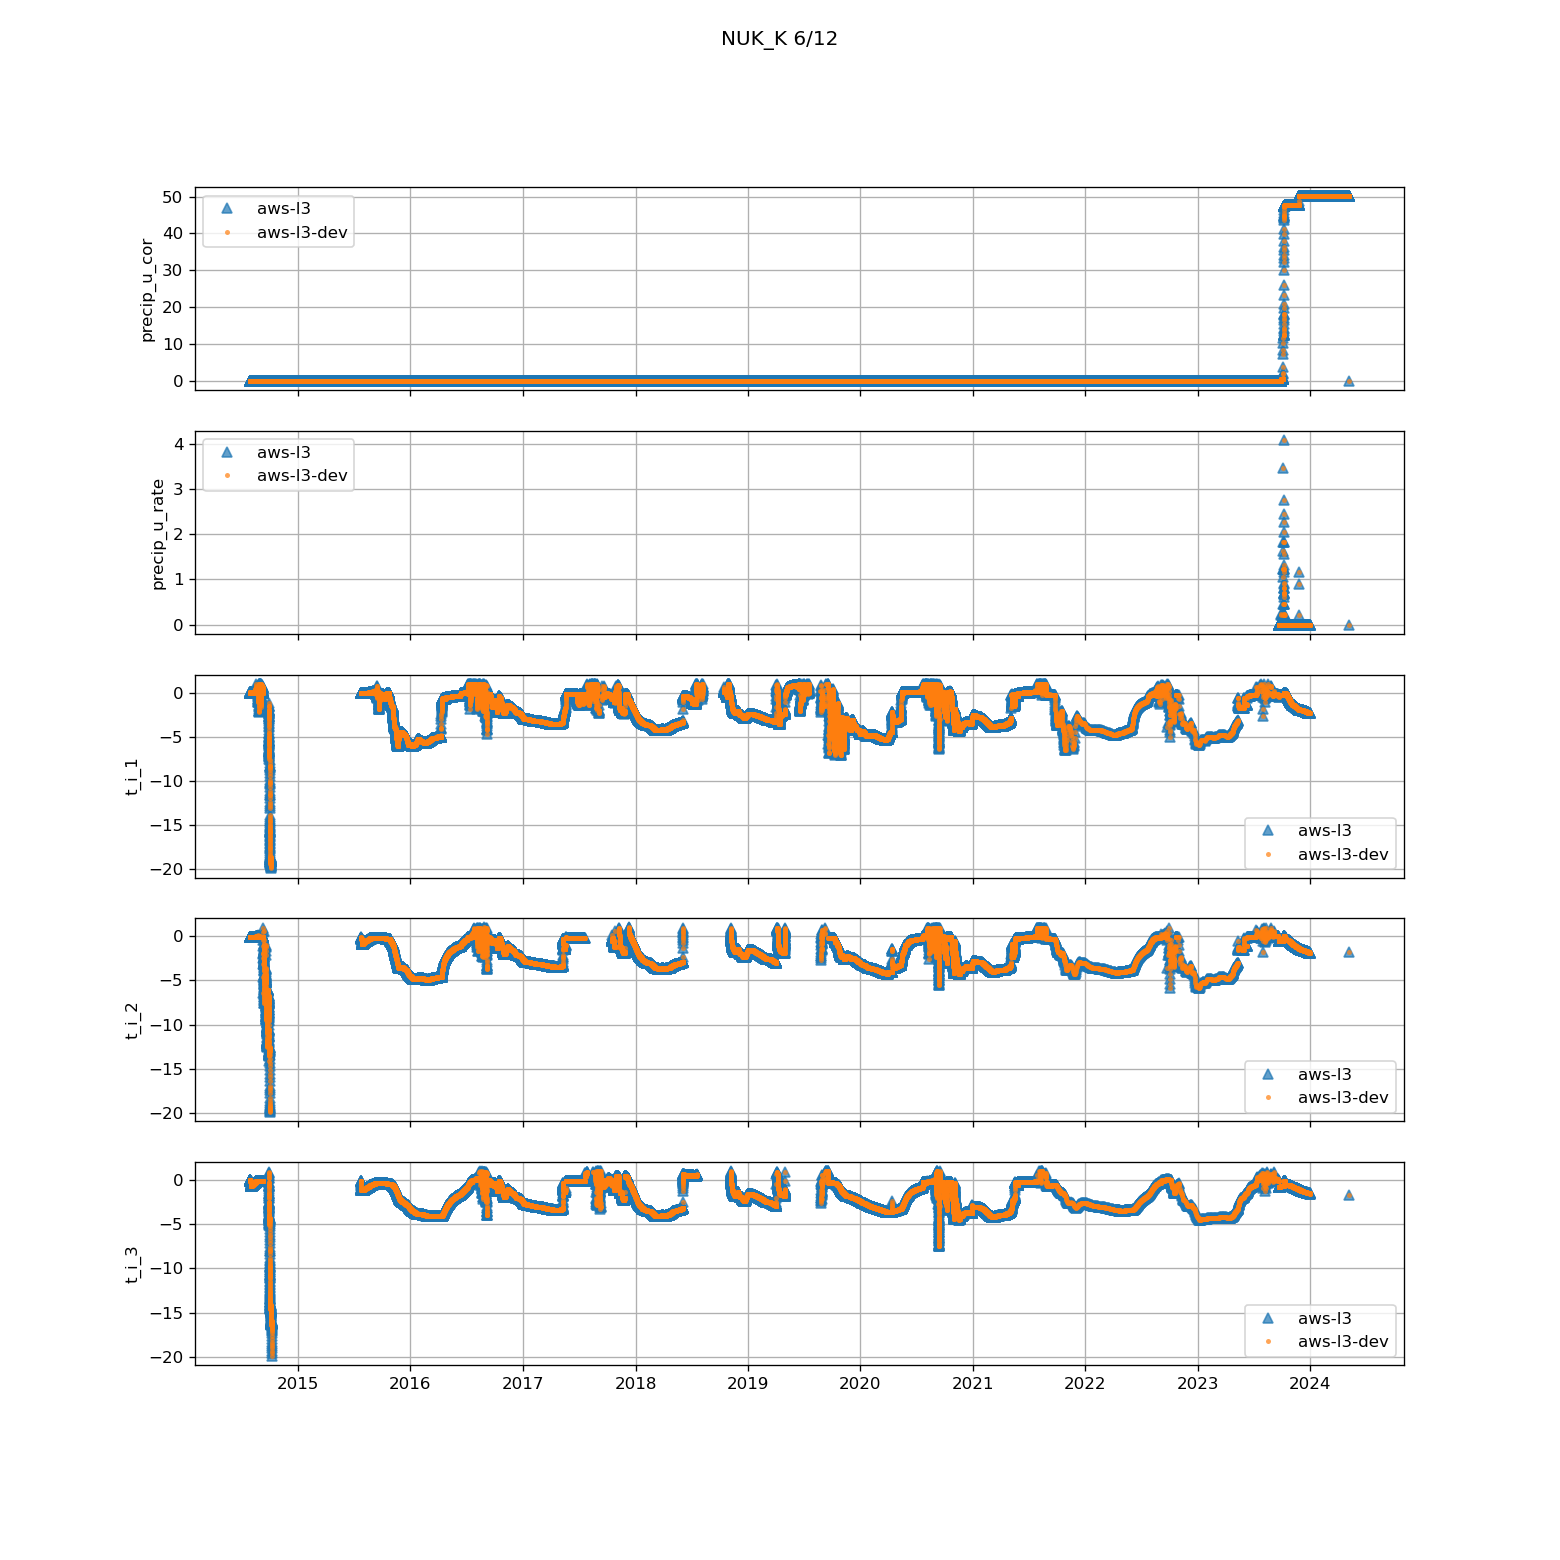 NUK_K 6/12
precip_u_cor
50
40
30
20
10
0
aws-l3
aws-l3-dev
precip_u_rate
4
3
2
1
0
aws-l3
aws-l3-dev
t_i_1
0
−5
−10
−15
−20
aws-l3
aws-l3-dev
t_i_2
0
−5
−10
−15
−20
aws-l3
aws-l3-dev
t_i_3
0
−5
−10
−15
−20
aws-l3
aws-l3-dev
2015 2016 2017 2018 2019 2020 2021 2022 2023 2024